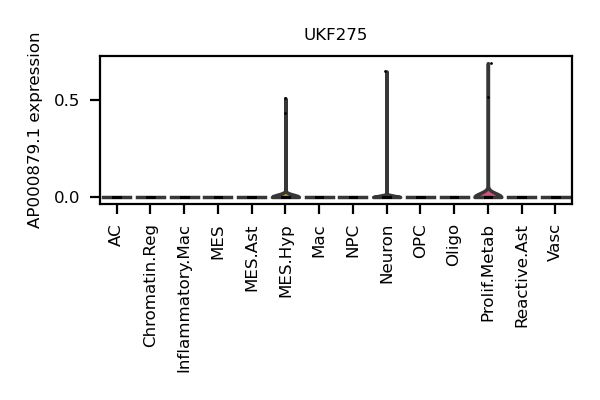 UKF275
AP000879.1 expression
0.5
0.0
AC
Chromatin.Reg
Inflammatory.Mac
MES
MES.Ast
MES.Hyp
Mac
NPC
Neuron
OPC
Oligo
Prolif.Metab
Reactive.Ast
Vasc